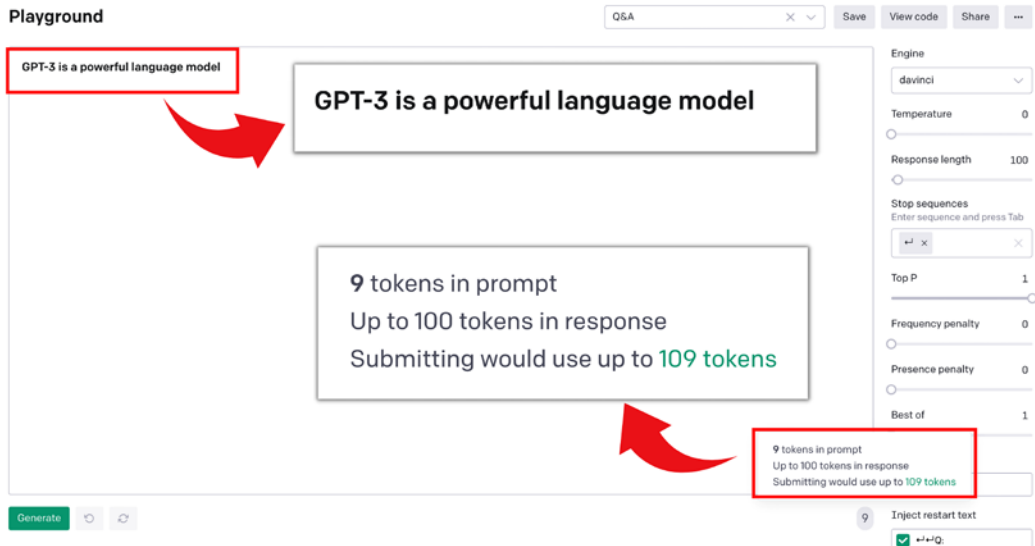 Playground
Q&A
Save
View code
Share
GPT-3 is a powerful language model
GPT-3 is a powerful language model
9 tokens in prompt
Up to 100 tokens in response
Submitting would use up to 109 tokens
9 tokens in prompt
Up to 100 tokens in response
Submitting would use up to 109 tokens
Generate
9
Engine
davinci
Temperature 0
Response length 100
Stop sequences
Enter sequence and press Tab
↵ ×
Top P 1
Frequency penalty 0
Presence penalty 0
Best of 1
Inject restart text
↵↵Q: